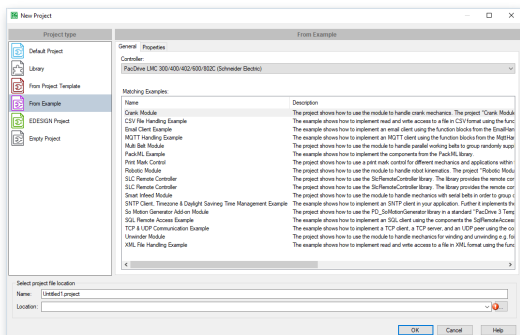 New Project
Project type
From Example
Default Project
Library
From Project Template
From Example
EDESIGN Project
Empty Project
General Properties
Controller:
PacDrive LMC 300/400/402/600/802C (Schneider Electric)
Matching Examples:
Name Description
Crank Module The project shows how to use the module to handle crank mechanics. The project "Crank Module
CSV File Handling Example The example shows how to implement read and write access to a file in CSV format using the func
Email Client Example The example shows how to implement an email client using the function blocks from the EmailHan
MQTT Handling Example The example shows how to implement an MQTT client using the function blocks from the MqttHan
Multi Belt Module The project shows how to use the module to handle parallel working belts to group randomly supp
PackML Example The example shows how to implement the components from the PackML library.
Print Mark Control The project shows how to use a print mark control for different mechanics and applications within
Robotic Module The project shows how to use the module to handle robot kinematics. The project "Robotic Modul
SLC Remote Controller The project shows how to use the SlcRemoteController library. The library provides the remote cor
SLC Remote Controller The project shows how to use the SlcRemoteController library. The library provides the remote cor
Smart Infeed Module The project shows how to use the module to handle mechanics with serial belts in order to group o
SNTP Client, Timezone & Daylight Savineg Time Management Example The example shows how to implement an SNTP client in your application. Further it implements the
So Motion Generator Add-on Module The project shows how to use the PD_SoMotionGenerator library in a standard "PacDrive 3 Temp
SQL Remote Access Example The example shows how to implement an SQL client using the components the SqlRemoteAccess
TCP & UDP Communication Example The example shows how to implement a TCP client, a TCP server, and an UDP peer using the co
Unwinder Module The project shows how to use the module to handle mechanics for winding and unwinding e.g. foi
XML File Handling Example The example shows how to implement read and write access to a file in XML format using the func
Select project file location
Name: Untitled1.project
Location: ...
OK Cancel Help